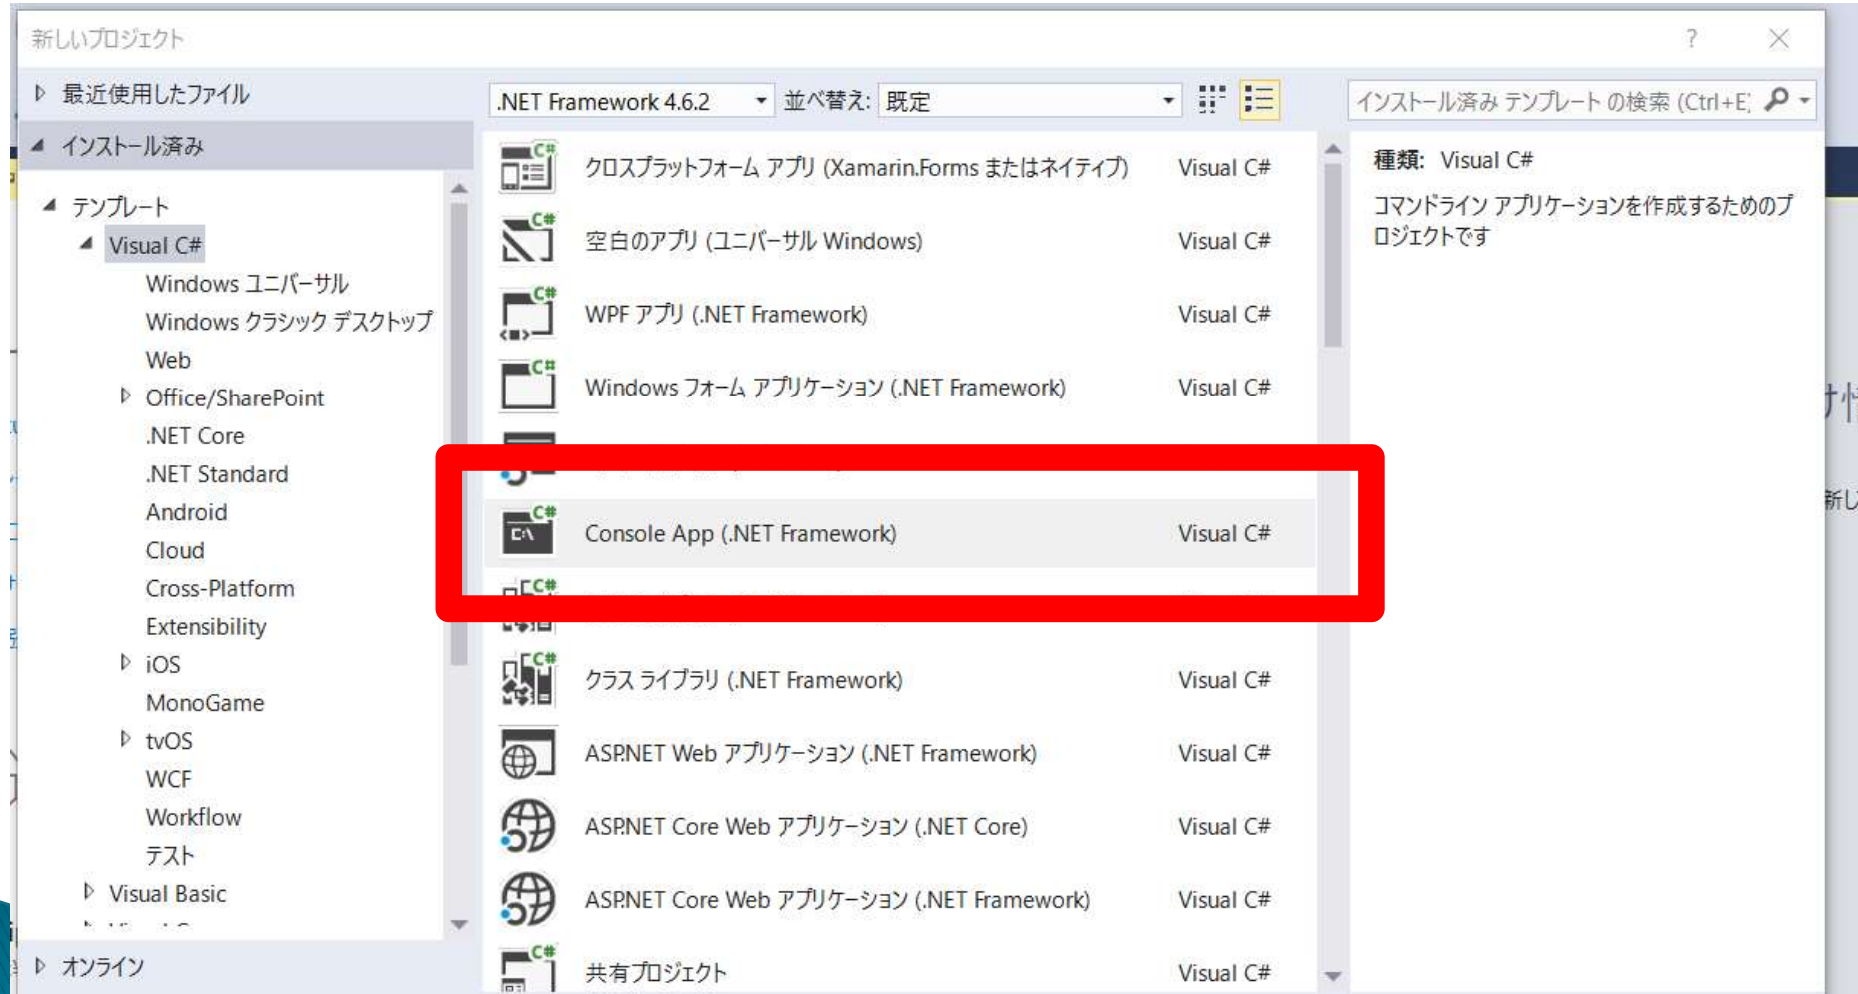 新しいプロジェクト
?
最近使用したファイル
.NET Framework 4.6.2
並べ替え:
既定
インストール済み テンプレート の検索 (Ctrl+E
インストール済み
テンプレート
Visual C#
Windows ユニバーサル
Windows クラシック デスクトップ
Web
Office/SharePoint
.NET Core
.NET Standard
Android
Cloud
Cross-Platform
Extensibility
iOS
MonoGame
tvOS
WCF
Workflow
テスト
Visual Basic
オンライン
クロスプラットフォーム アプリ (Xamarin.Forms またはネイティブ) Visual C#
空白のアプリ (ユニバーサル Windows) Visual C#
WPF アプリ (.NET Framework) Visual C#
Windows フォーム アプリケーション (.NET Framework) Visual C#
Console App (.NET Framework) Visual C#
クラス ライブラリ (.NET Framework) Visual C#
ASP.NET Web アプリケーション (.NET Framework) Visual C#
ASP.NET Core Web アプリケーション (.NET Core) Visual C#
ASP.NET Core Web アプリケーション (.NET Framework) Visual C#
共有プロジェクト Visual C#
種類: Visual C#
コマンドライン アプリケーションを作成するためのプ
ロジェクトです
新し